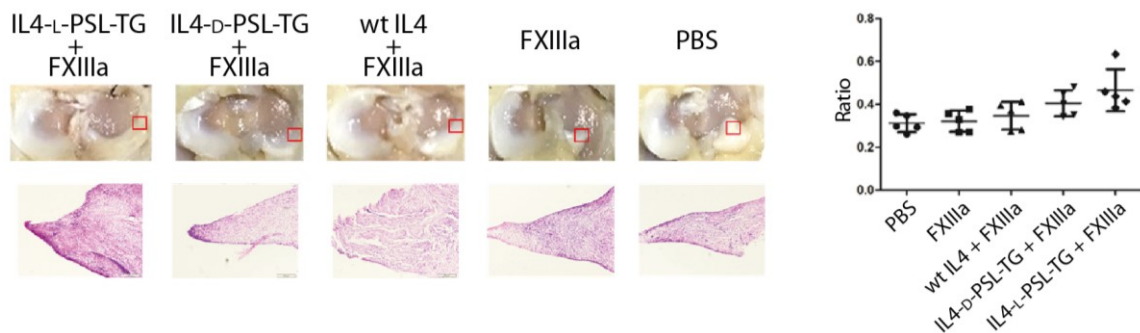 IL4-L-PSL-TG
+
FXIIIa
IL4-D-PSL-TG
+
FXIIIa
wt IL4
+
FXIIIa
FXIIIa
PBS
Ratio
0.8
0.6
0.4
0.2
0.0
PBS
FXIIIa
wt IL4 + FXIIIa
IL4-D-PSL-TG + FXIIIa
IL4-L-PSL-TG + FXIIIa